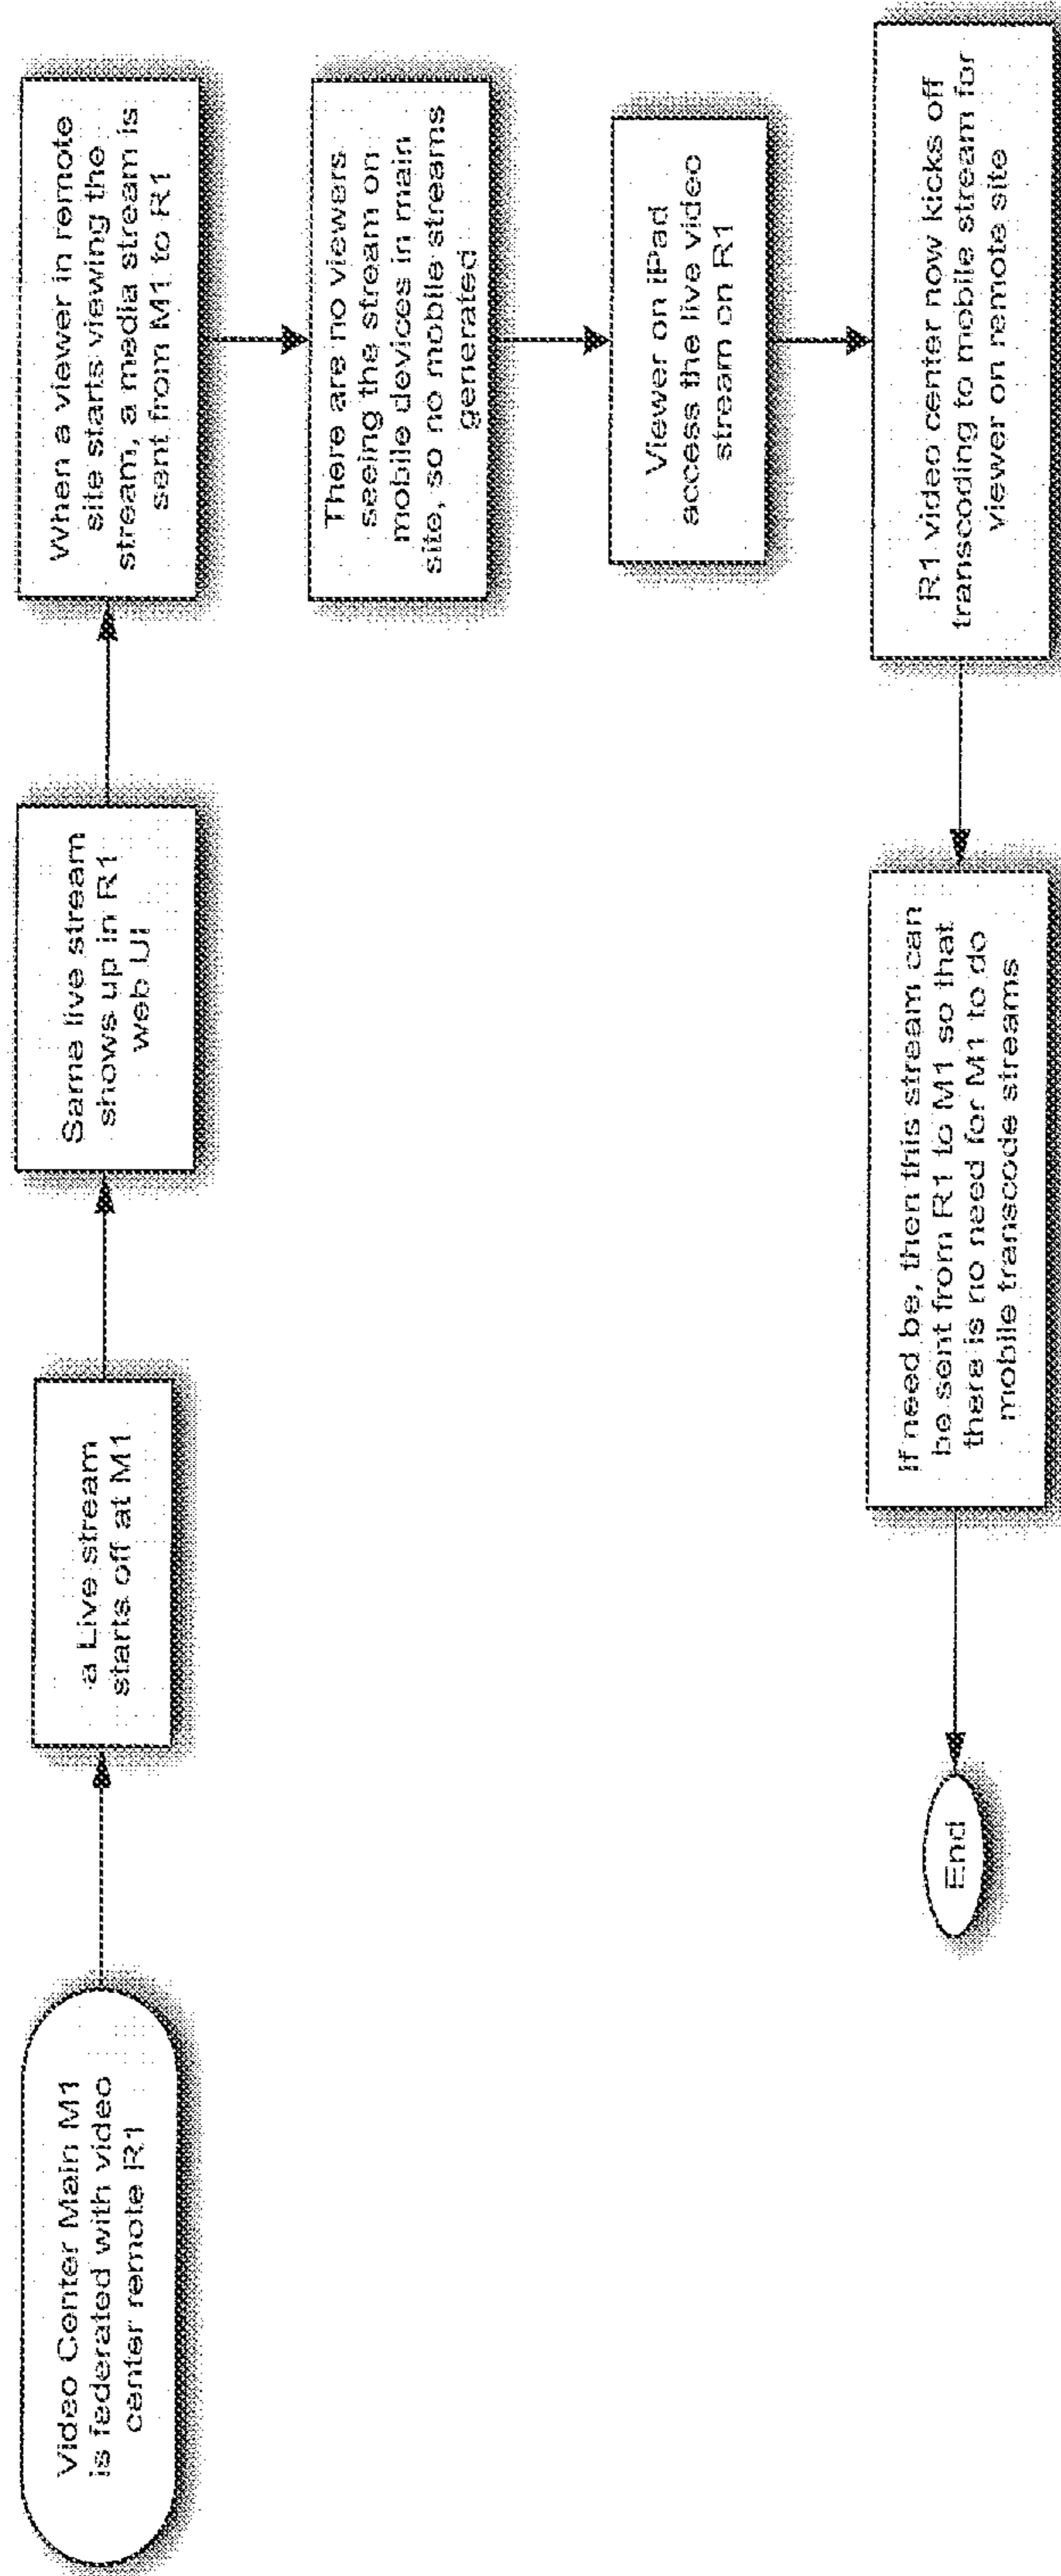 Video Center Main M1
is federated with video
center remote R1
a Live stream
starts off at M1
Same live stream
shows up in R1
web UI
When a viewer in remote
site starts viewing the
stream, a media stream is
sent from M1 to R1
There are no viewers
seeing the stream on
mobile devices in main
site, so no mobile streams
generated
Viewer on iPad
access the live video
stream on R1
R1 video center now kicks off
transcoding to mobile stream for
viewer on remote site
If need be, then this stream can
be sent from R1 to M1 so that
there is no need for M1 to do
mobile transcode streams
End